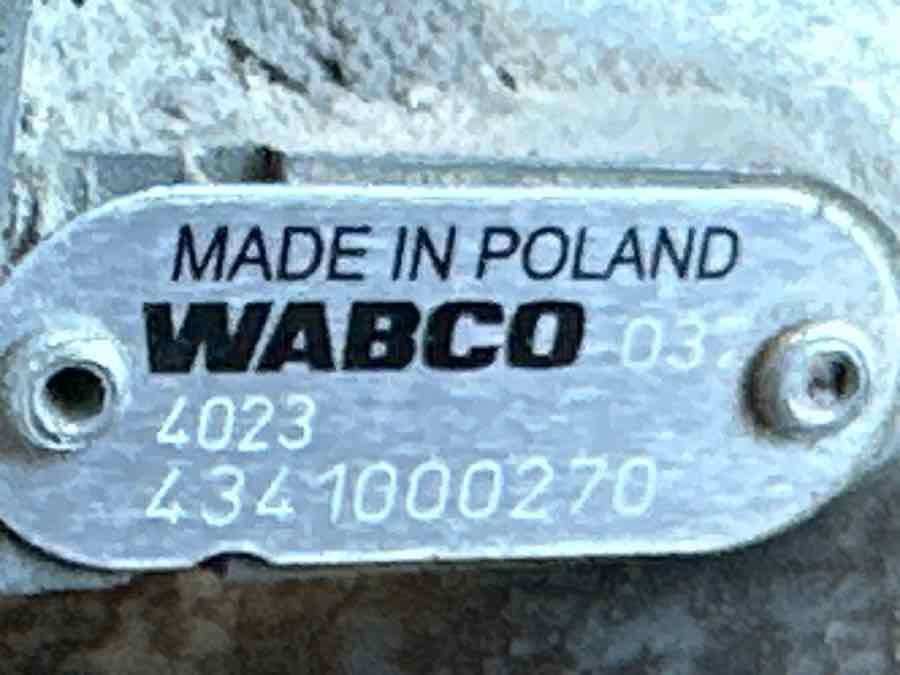 MADE IN POLAND
WABCO 03.
4023
4341000270